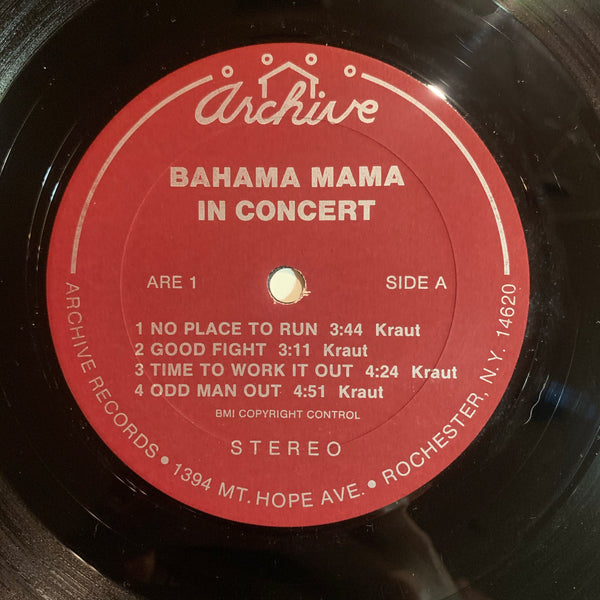 Archive
BAHAMA MAMA
IN CONCERT
ARE 1
SIDE A
1 NO PLACE TO RUN 3:44 Kraut
2 GOOD FIGHT 3:11 Kraut
3 TIME TO WORK IT OUT 4:24 Kraut
4 ODD MAN OUT 4:51 Kraut
BMI COPYRIGHT CONTROL
STEREO
ARCHIVE RECORDS • 1394 MT. HOPE AVE. • ROCHESTER, N.Y. 14620